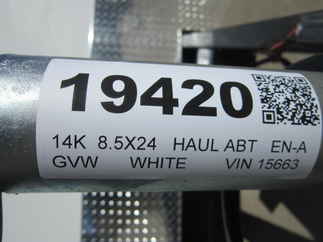 19420
14K 8.5X24 HAUL ABT EN-A
GVW WHITE VIN 15663